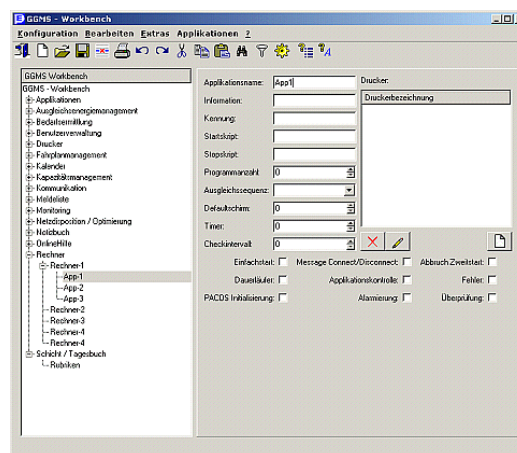 GGMS - Workbench
Konfiguration Bearbeiten Extras Applikationen ?
GGMS Workbench
GGMS - Workbench
Applikationen
Ausgleichsenergiemanagement
Bedarfsermittlung
Benutzerverwaltung
Drucker
Fahrplanmanagement
Kalender
Kapazitätsmanagement
Kommunikation
Meldeliste
Monitoring
Netzdisposition / Optimierung
Notizbuch
OnlineHilfe
Rechner
Rechner-1
App-1
App-2
App-3
Rechner-2
Rechner-3
Rechner-4
Rechner-4
Schicht / Tagesbuch
Rubriken
Applikationsname: App1
Information:
Kennung:
Startskript:
Stopskript:
Programmanzahl: 0
Ausgleichssequenz:
Defaultschirm: 0
Timer: 0
Checkintervall: 0
Drucker:
Druckerbezeichnung
Einfachstart: Message Connect/Disconnect: Abbruch Zweitstart:
Dauerläufer: Applikationskontrolle: Fehler:
PACOS Initialisierung: Alarmierung: Überprüfung: